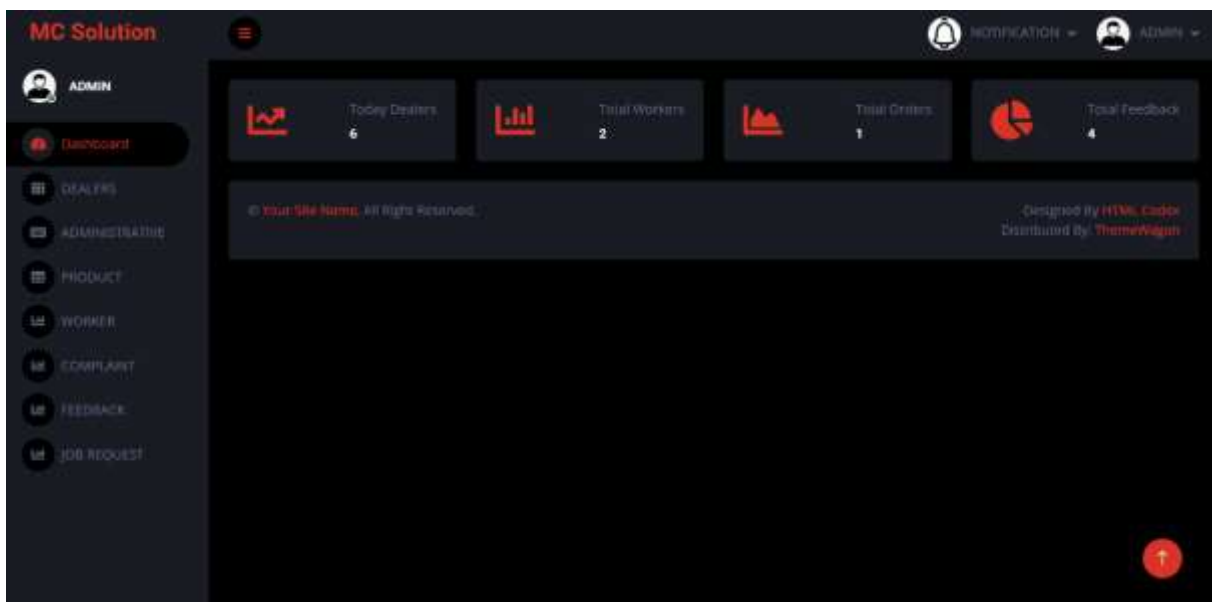 MC Solution
NOTIFICATION
ADMIN
ADMIN
Dashboard
DEALERS
ADMINISTRATIVE
PRODUCT
WORKER
COMPLAINT
FEEDBACK
JOB REQUEST
Today Dealers
6
Total Workers
2
Total Orders
1
Total Feedback
4
© Your Site Name, All Right Reserved.
Designed By HTML Codex
Distributed By: ThemeWagon